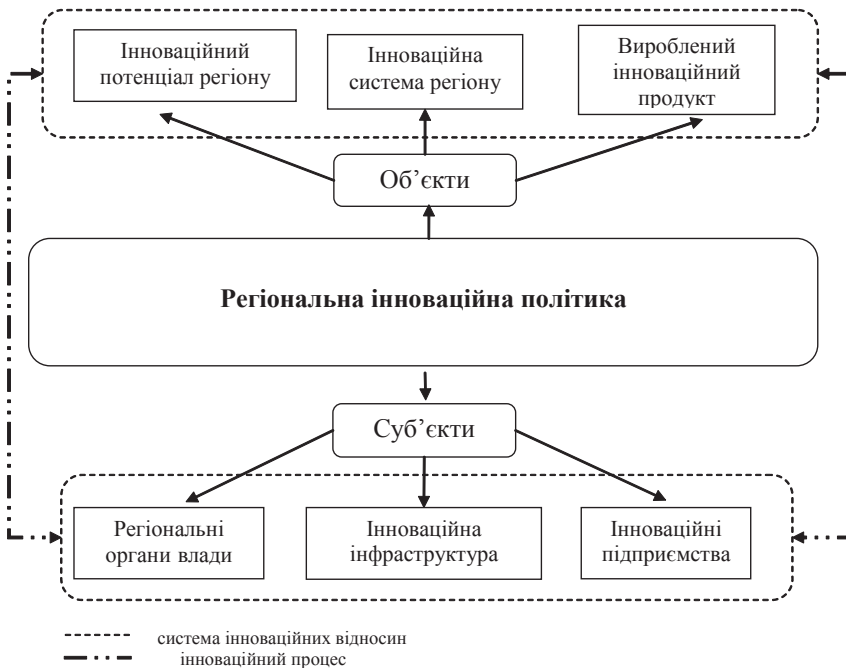 Інноваційний
потенціал регіону
Інноваційна
система регіону
Вироблений
інноваційний
продукт
Об’єкти
Регіональна інноваційна політика
Суб’єкти
Регіональні
органи влади
Інноваційна
інфраструктура
Інноваційні
підприємства
система інноваційних відносин
інноваційний процес